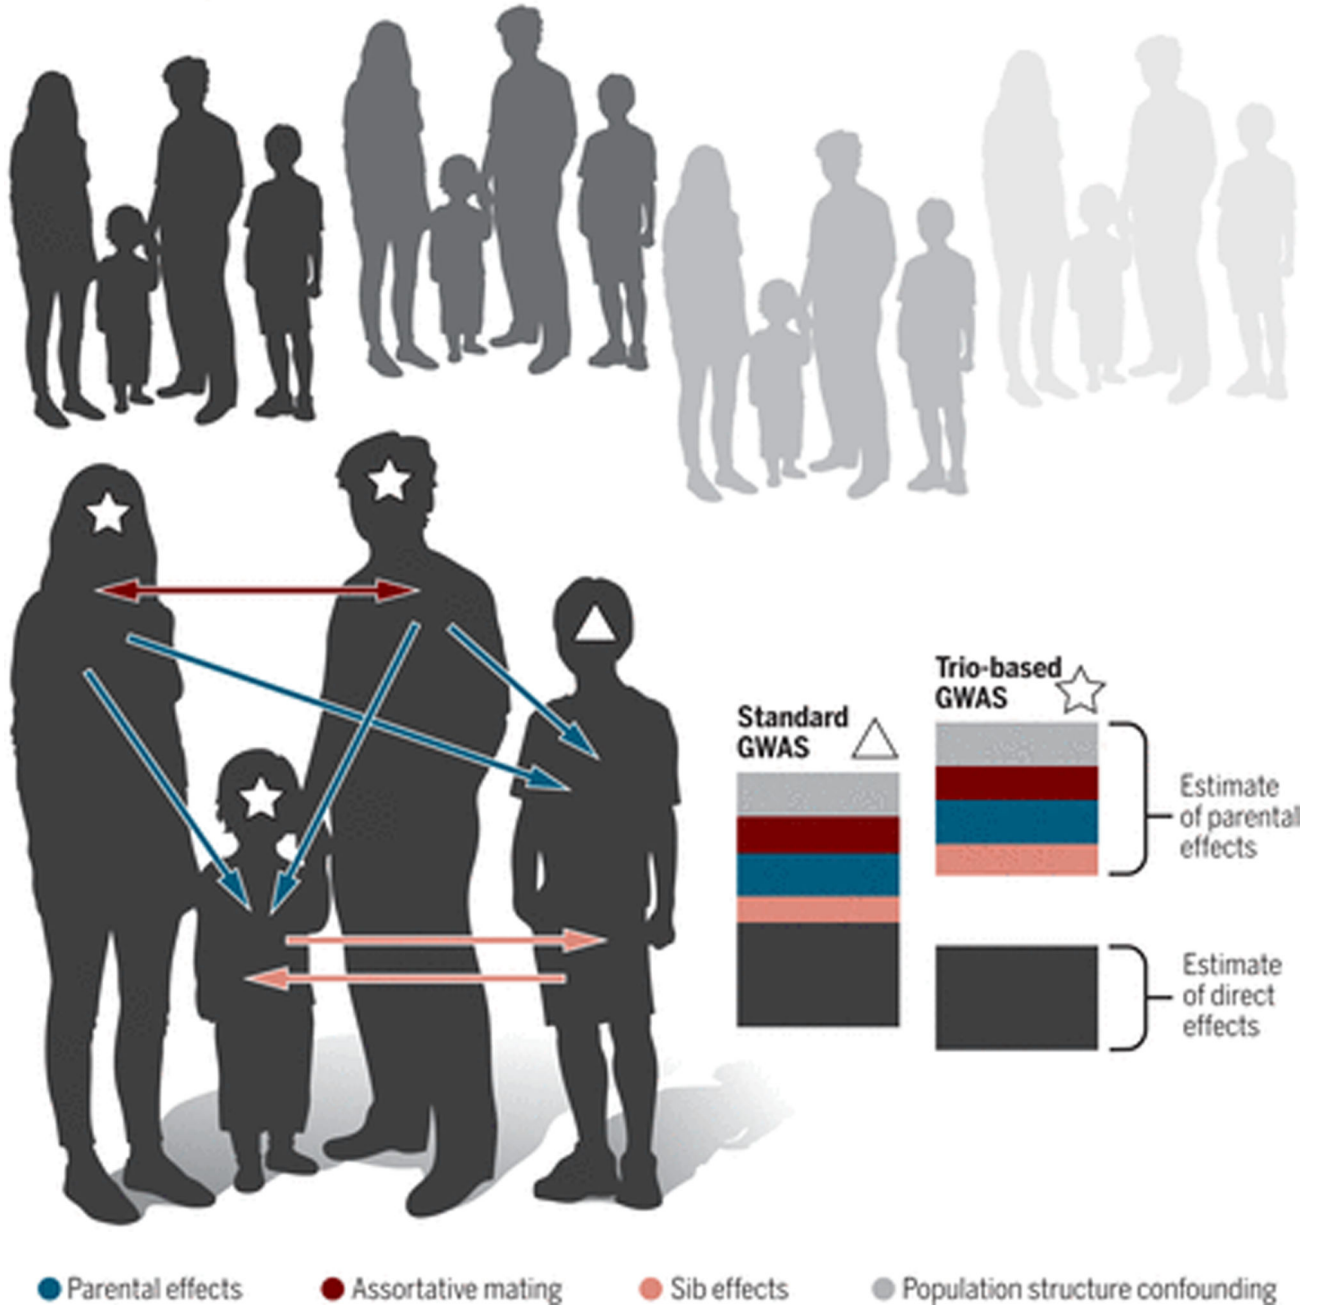 Standard
GWAS
Trio-based
GWAS
Estimate
of parental
effects
Estimate
of direct
effects
Parental effects
Assortative mating
Sib effects
Population structure confounding